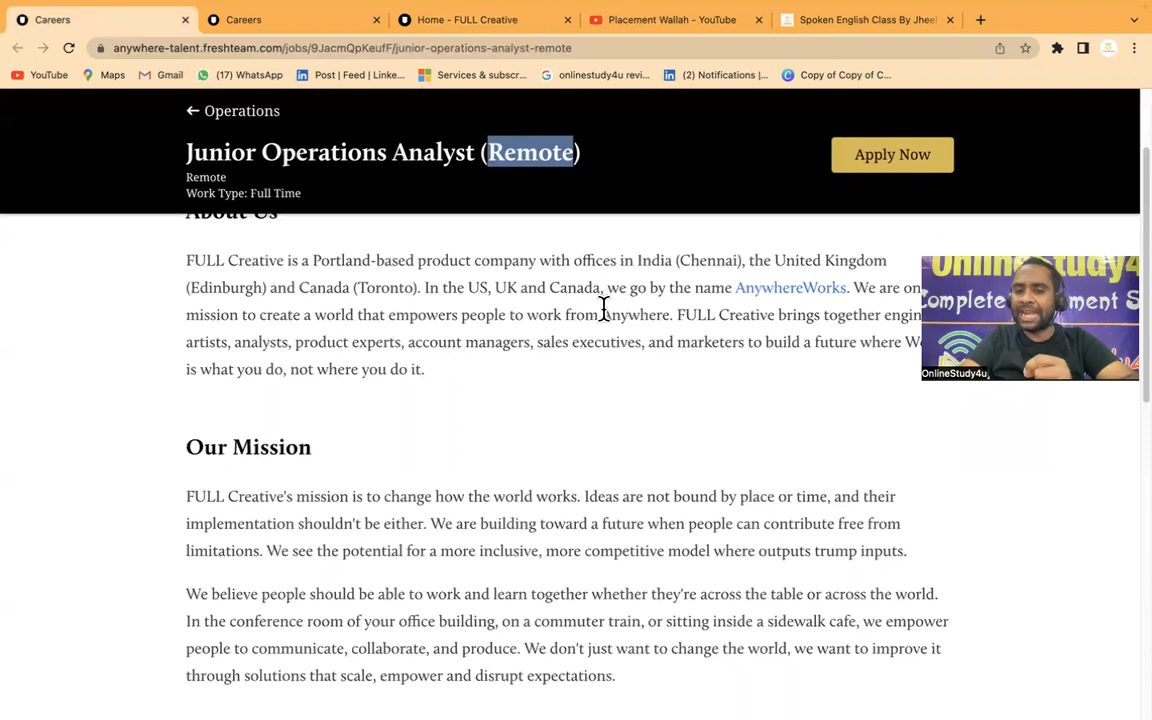 Careers
Careers
Home - FULL Creative
Placement Wallah - YouTube
Spoken English Class By Jheel
anywhere-talent.freshteam.com/jobs/9JacmQpKeufF/junior-operations-analyst-remote
YouTube
Maps
Gmail
(17) WhatsApp
Post | Feed | Linke...
Services & subscr...
onlinestudy4u revi...
(2) Notifications |...
Copy of Copy of C...
← Operations
Junior Operations Analyst (Remote)
Remote
Work Type: Full Time
Apply Now
About Us
FULL Creative is a Portland-based product company with offices in India (Chennai), the United Kingdom
(Edinburgh) and Canada (Toronto). In the US, UK and Canada, we go by the name AnywhereWorks. We are on
mission to create a world that empowers people to work from Anywhere. FULL Creative brings together engin
artists, analysts, product experts, account managers, sales executives, and marketers to build a future where
is what you do, not where you do it.
OnlineStudy4u
Our Mission
FULL Creative's mission is to change how the world works. Ideas are not bound by place or time, and their
implementation shouldn't be either. We are building toward a future when people can contribute free from
limitations. We see the potential for a more inclusive, more competitive model where outputs trump inputs.
We believe people should be able to work and learn together whether they're across the table or across the world.
In the conference room of your office building, on a commuter train, or sitting inside a sidewalk cafe, we empower
people to communicate, collaborate, and produce. We don't just want to change the world, we want to improve it
through solutions that scale, empower and disrupt expectations.